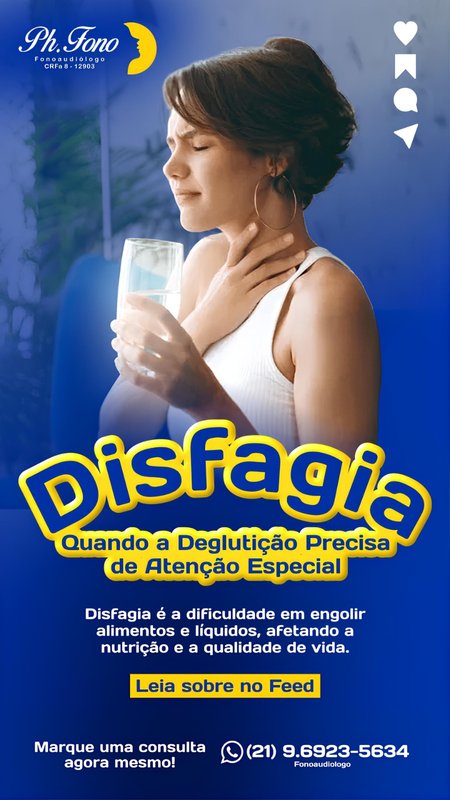 Ph. Fono
Fonoaudiólogo
CRFa 8 - 12903
Disfagia
Quando a Deglutição Precisa
de Atenção Especial
Disfagia é a dificuldade em engolir
alimentos e líquidos, afetando a
nutrição e a qualidade de vida.
Leia sobre no Feed
Marque uma consulta
agora mesmo!
(21) 9.6923-5634
Fonoaudiologo